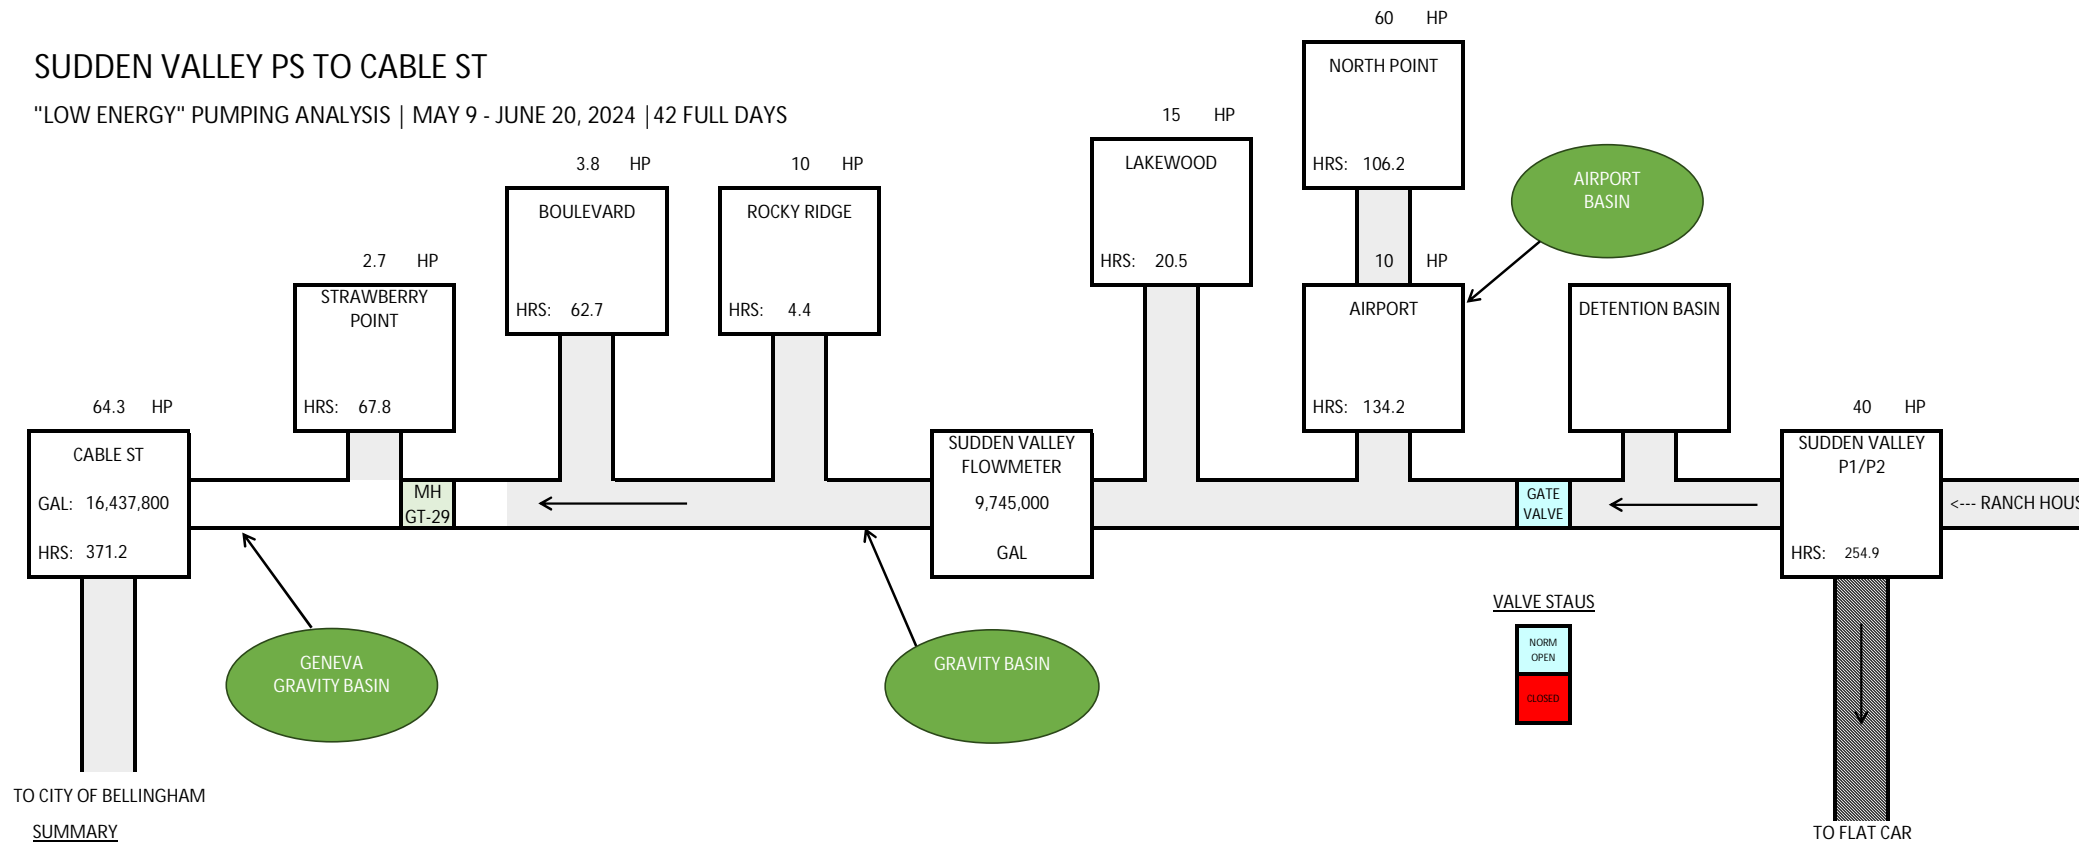 60 HP
SUDDEN VALLEY PS TO CABLE ST
"LOW ENERGY" PUMPING ANALYSIS | MAY 9 - JUNE 20, 2024 |42 FULL DAYS
NORTH POINT
HRS: 106.2
15 HP
LAKEWOOD
HRS: 20.5
3.8 HP
BOULEVARD
HRS: 62.7
10 HP
ROCKY RIDGE
HRS: 4.4
AIRPORT
BASIN
2.7 HP
STRAWBERRY
POINT
HRS: 67.8
10 HP
AIRPORT
HRS: 134.2
DETENTION BASIN
64.3 HP
CABLE ST
GAL: 16,437,800
HRS: 371.2
MH
GT-29
SUDDEN VALLEY
FLOWMETER
9,745,000
GAL
GATE
VALVE
40 HP
SUDDEN VALLEY
P1/P2
HRS: 254.9
<--- RANCH HOUS
GENEVA
GRAVITY BASIN
GRAVITY BASIN
VALVE STAUS
NORM
OPEN
CLOSED
TO CITY OF BELLINGHAM
SUMMARY
TO FLAT CAR